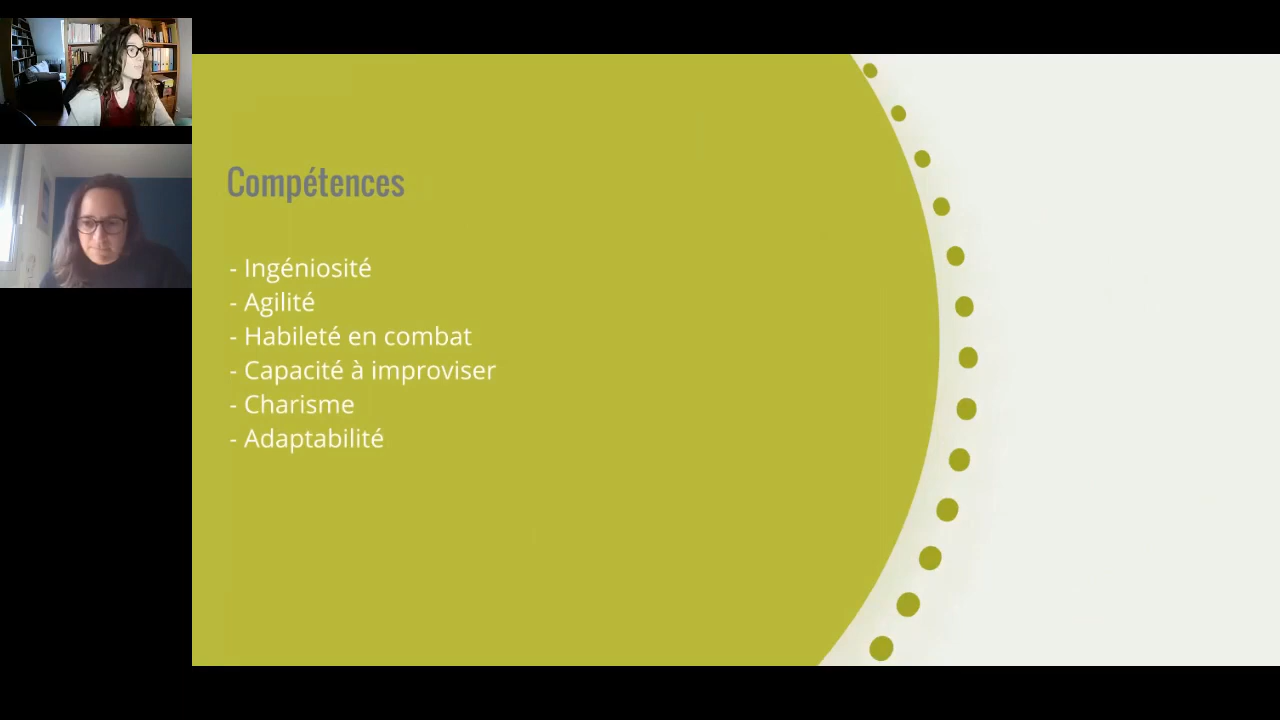 Compétences
- Ingéniosité
- Agilité
- Habileté en combat
- Capacité à improviser
- Charisme
- Adaptabilité